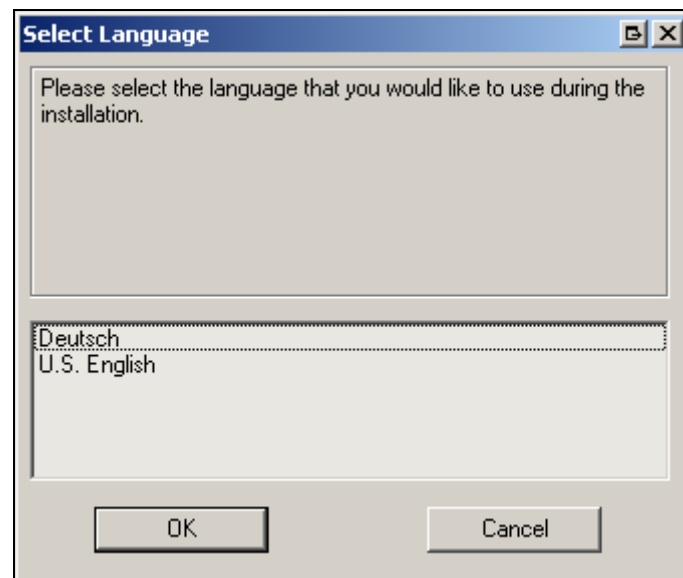 Select Language
Please select the language that you would like to use during the
installation.
Deutsch
U.S. English
OK
Cancel